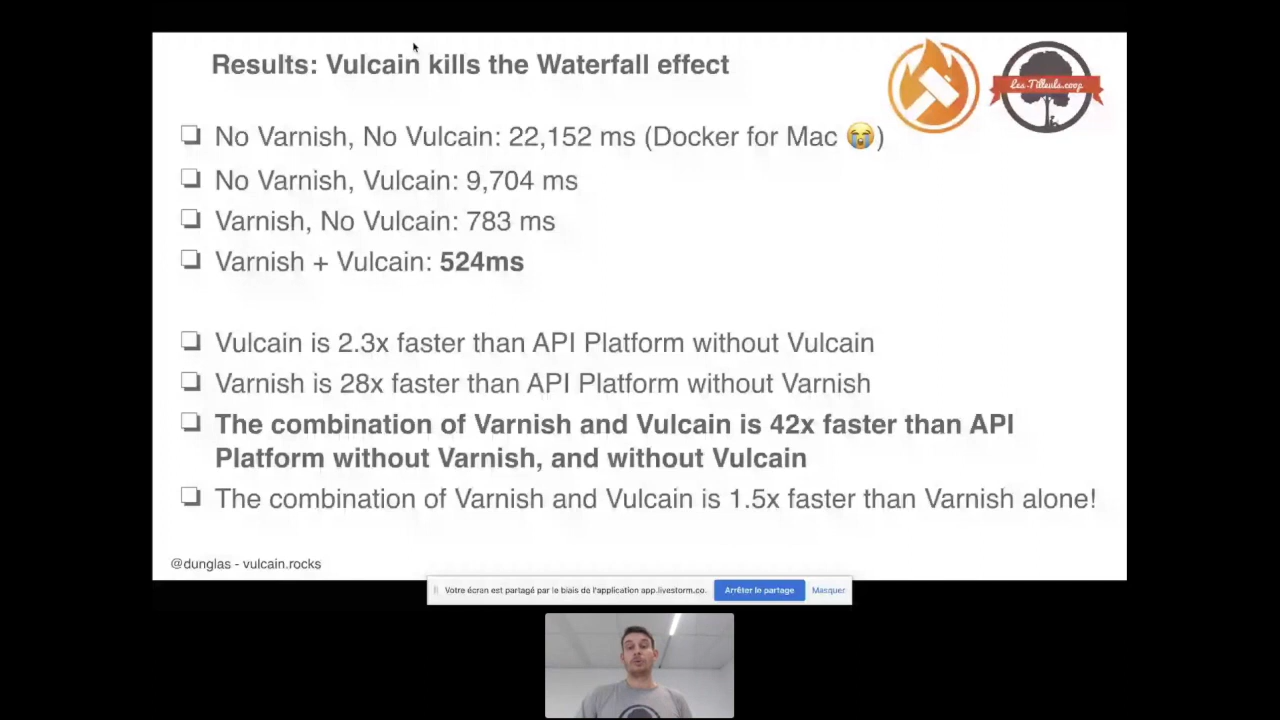 Results: Vulcain kills the Waterfall effect
Les-Tilleuls.coop
No Varnish, No Vulcain: 22,152 ms (Docker for Mac 😭)
No Varnish, Vulcain: 9,704 ms
Varnish, No Vulcain: 783 ms
Varnish + Vulcain: 524ms
Vulcain is 2.3x faster than API Platform without Vulcain
Varnish is 28x faster than API Platform without Varnish
The combination of Varnish and Vulcain is 42x faster than API
Platform without Varnish, and without Vulcain
The combination of Varnish and Vulcain is 1.5x faster than Varnish alone!
@dunglas - vulcain.rocks
Votre écran est partagé par le biais de l'application app.livestorm.co.
Arrêter le partage
Masquer